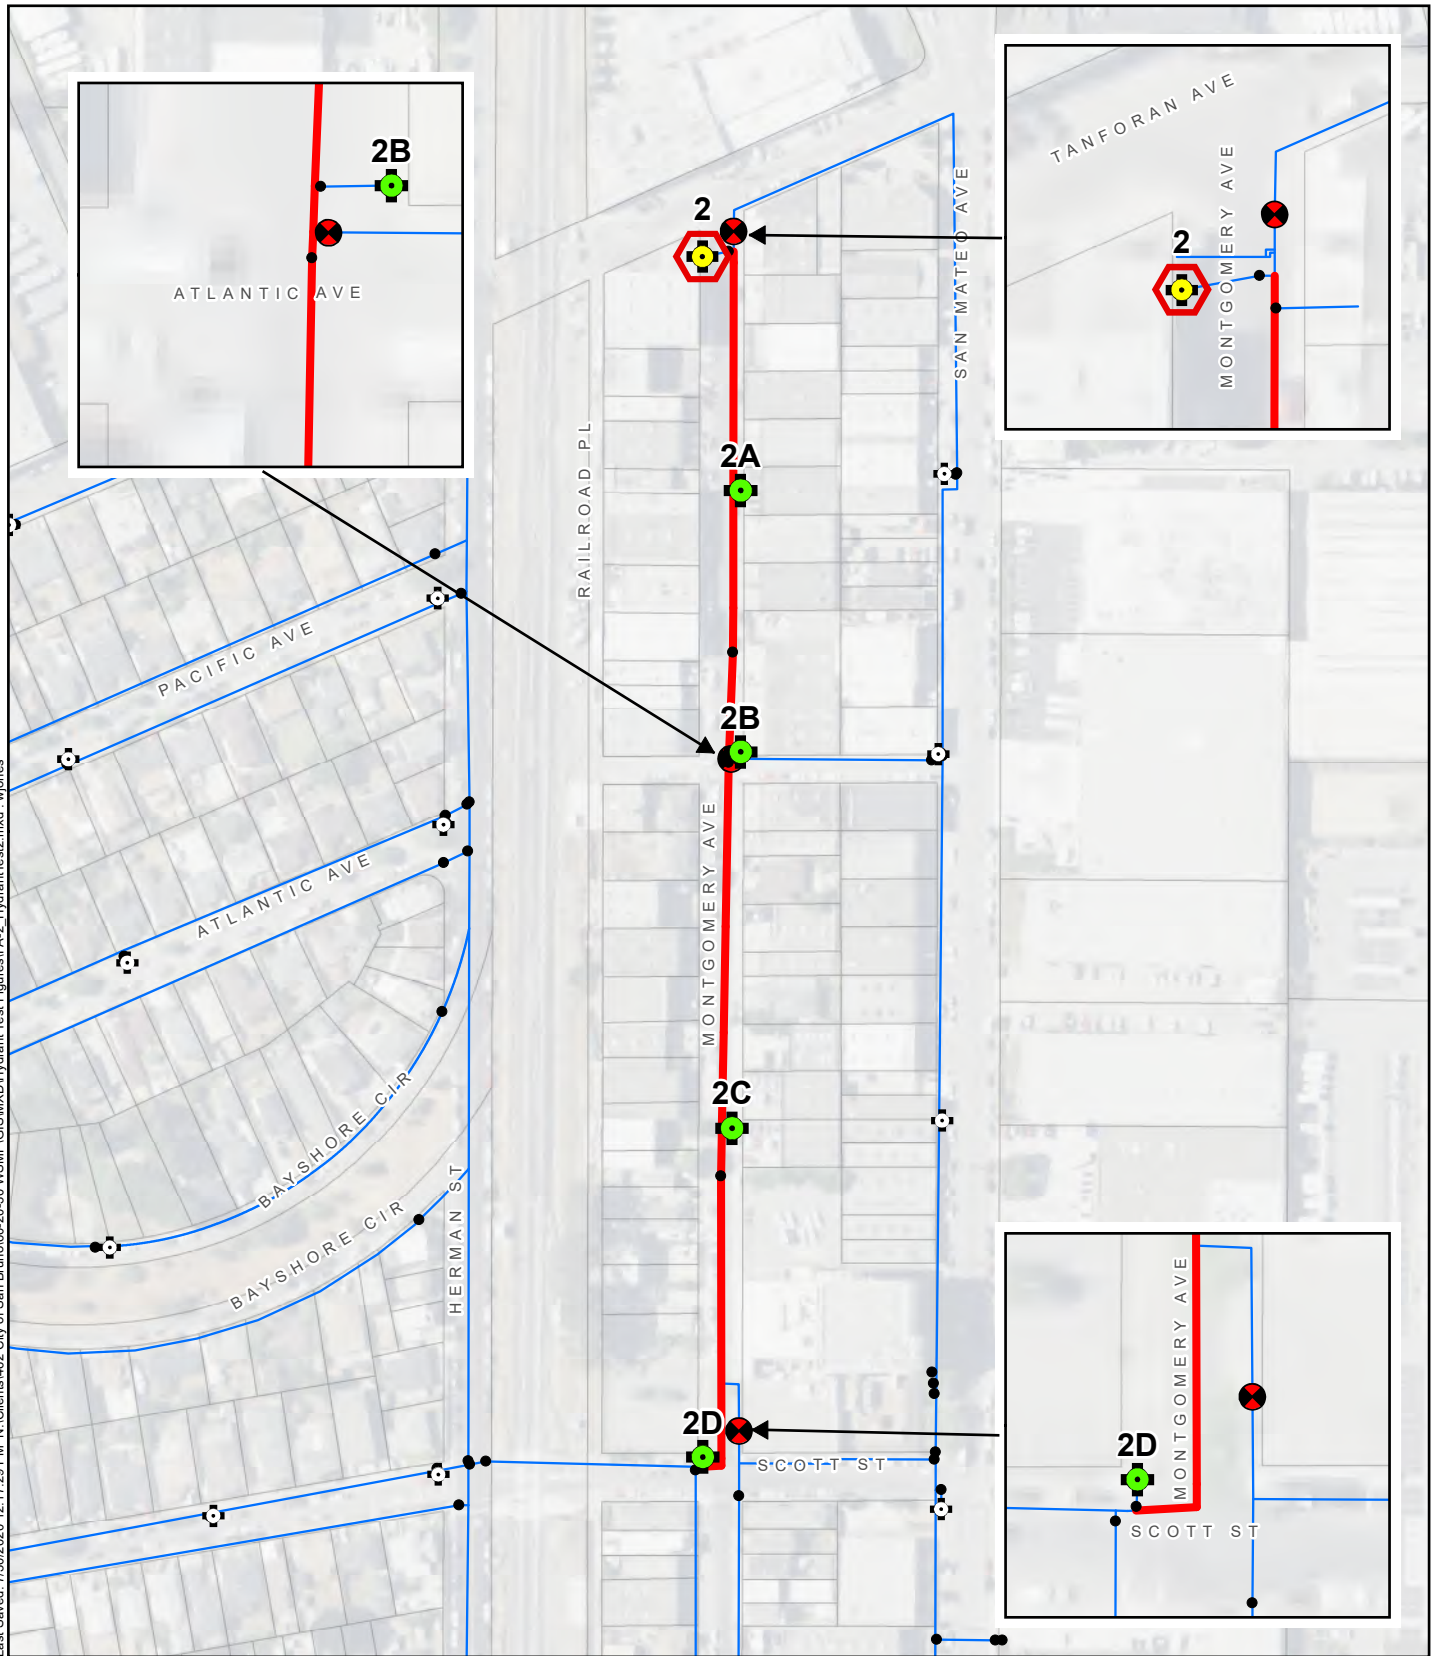 2B
ATLANTIC AVE
TANFORAN AVE
MONTGOMERY AVE
2
2
SAN MATEO AVE
RAILROAD PL
2A
PACIFIC AVE
2B
MONTGOMERY AVE
ATLANTIC AVE
2C
BAYSHORE CIR
BAYSHORE CIR
HERMAN ST
2D
SCOTT ST
MONTGOMERY AVE
2D
SCOTT ST